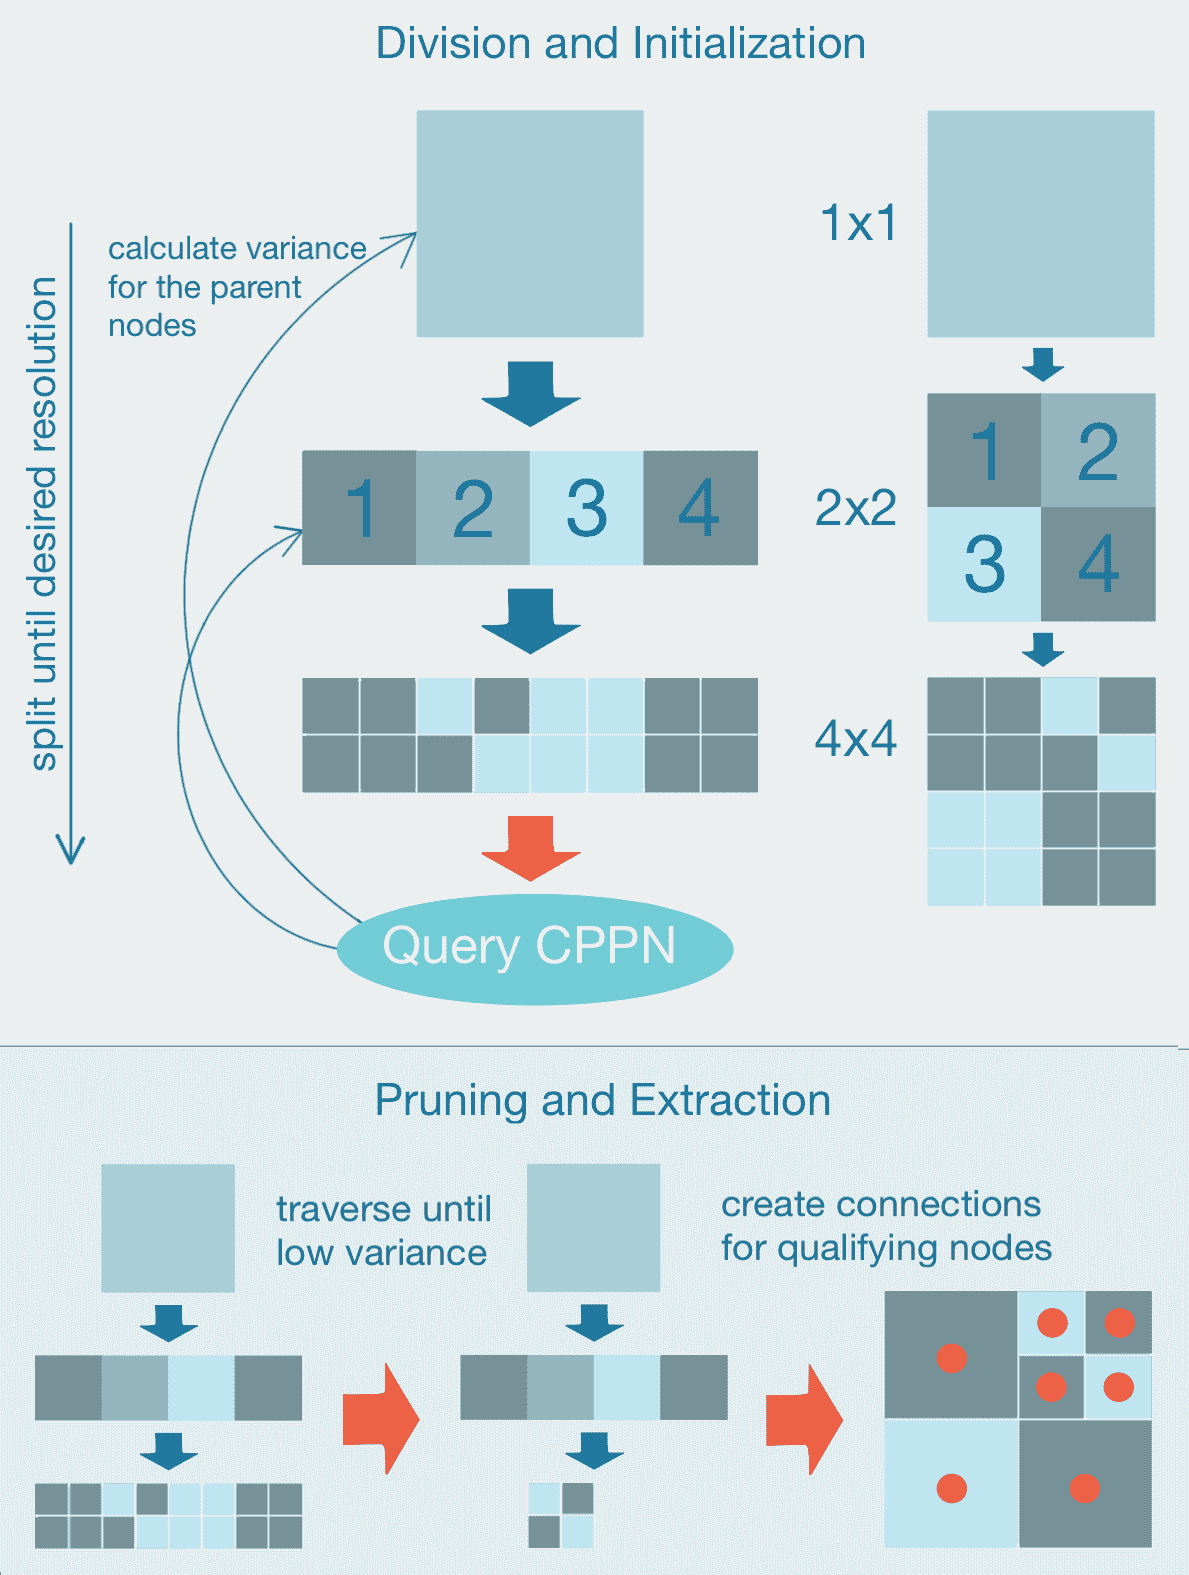 Division and Initialization
calculate variance
for the parent
nodes
split until desired resolution
1x1
1 2 3 4
2x2
1 2
3 4
4x4
Query CPPN
Pruning and Extraction
traverse until
low variance
create connections
for qualifying nodes